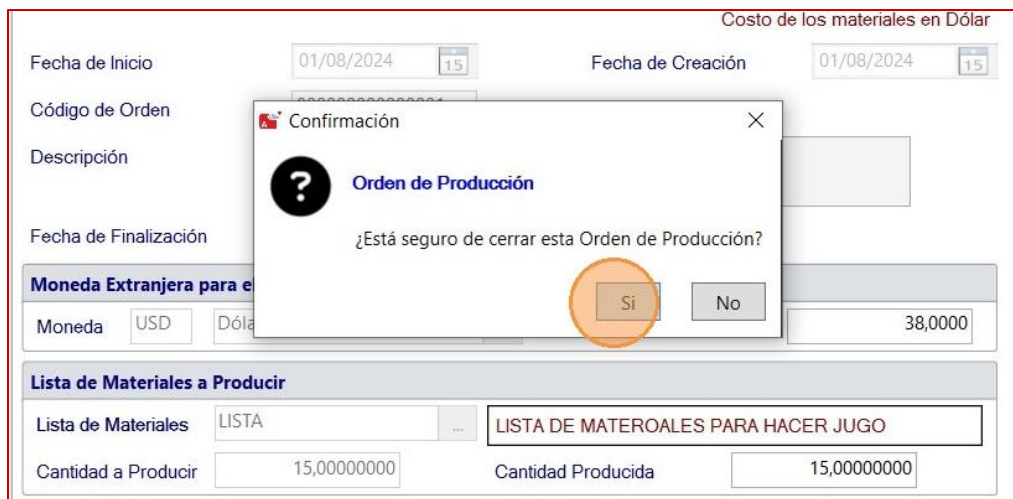 Costo de los materiales en Dólar
Fecha de Inicio 01/08/2024 15 Fecha de Creación 01/08/2024 15
Código de Orden
Confirmación
Descripción
Orden de Producción
Fecha de Finalización
¿Está seguro de cerrar esta Orden de Producción?
Si No
Moneda Extranjera para el
Moneda USD Dóla 38,0000
Lista de Materiales a Producir
Lista de Materiales LISTA ... LISTA DE MATEROALES PARA HACER JUGO
Cantidad a Producir 15,00000000 Cantidad Producida 15,00000000